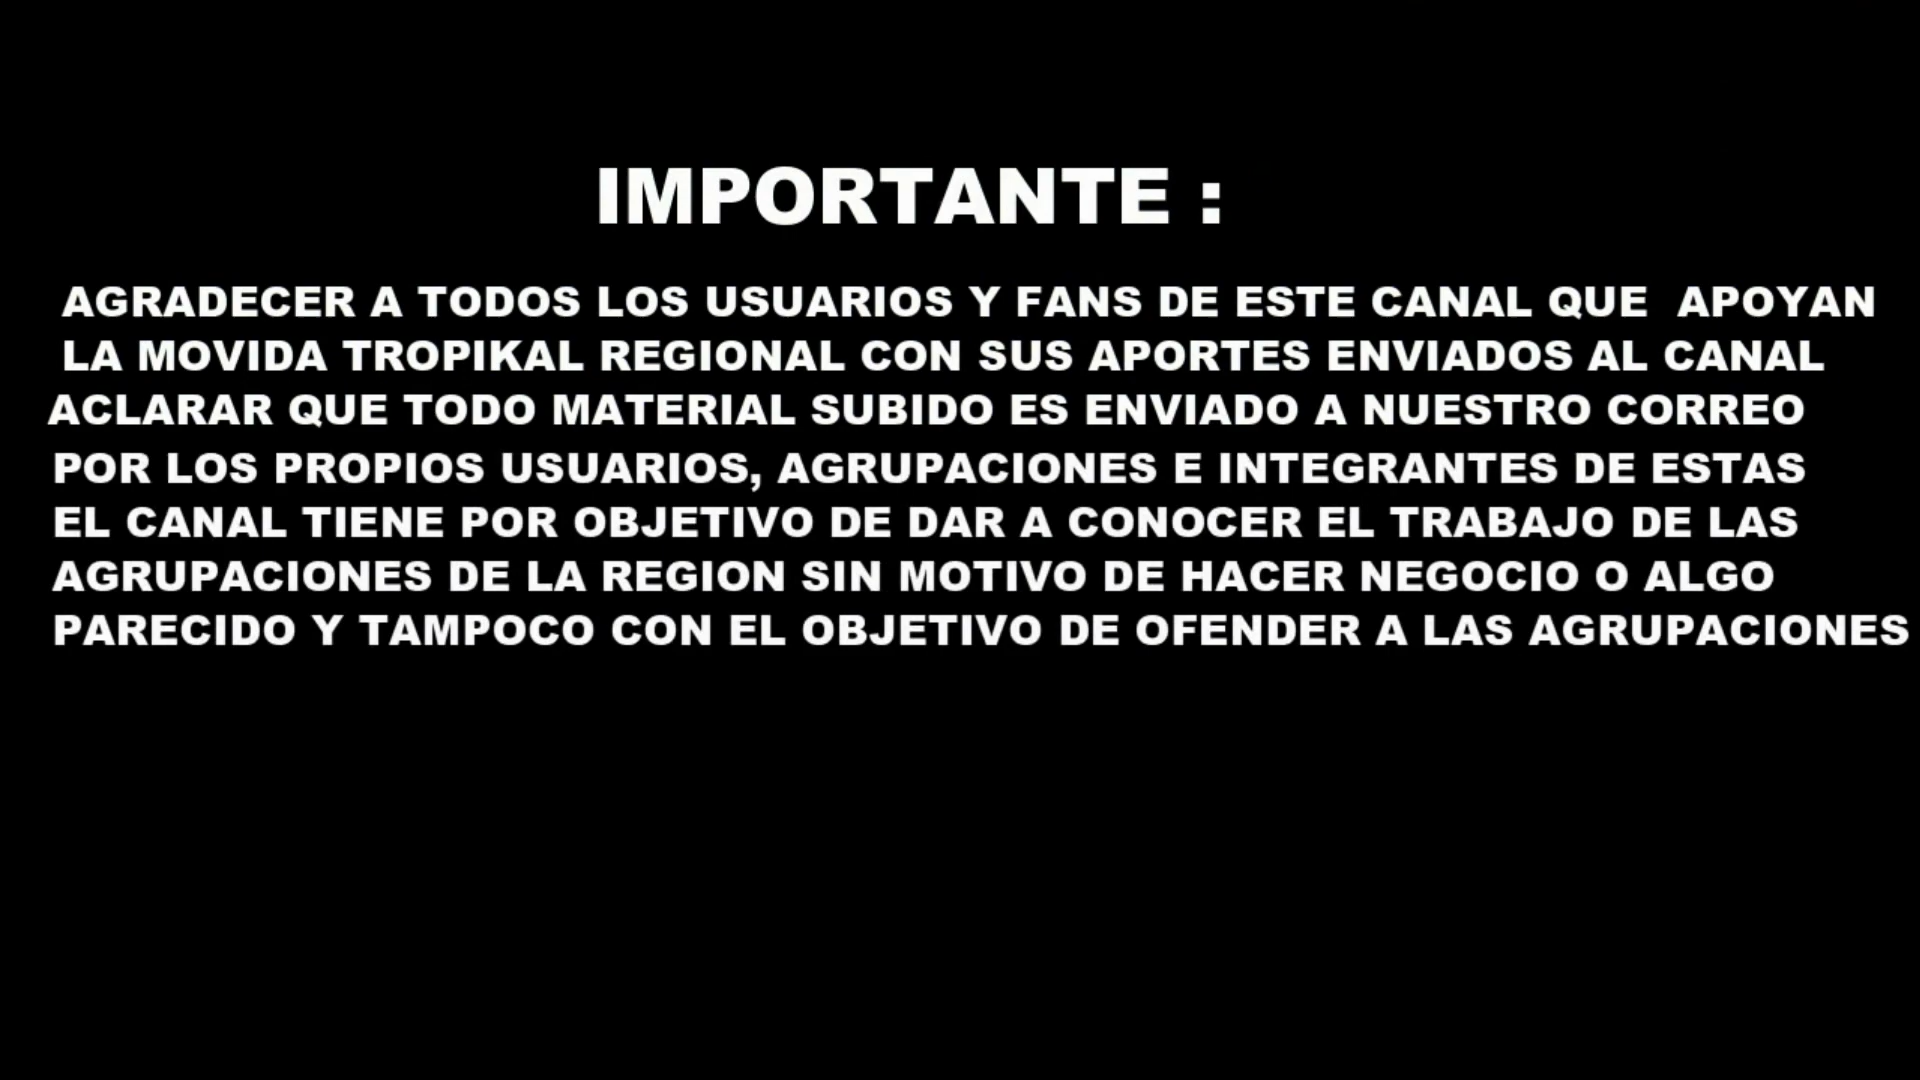 IMPORTANTE :
AGRADECER A TODOS LOS USUARIOS Y FANS DE ESTE CANAL QUE APOYAN
LA MOVIDA TROPIKAL REGIONAL CON SUS APORTES ENVIADOS AL CANAL
ACLARAR QUE TODO MATERIAL SUBIDO ES ENVIADO A NUESTRO CORREO
POR LOS PROPIOS USUARIOS, AGRUPACIONES E INTEGRANTES DE ESTAS
EL CANAL TIENE POR OBJETIVO DE DAR A CONOCER EL TRABAJO DE LAS
AGRUPACIONES DE LA REGION SIN MOTIVO DE HACER NEGOCIO O ALGO
PARECIDO Y TAMPOCO CON EL OBJETIVO DE OFENDER A LAS AGRUPACIONES